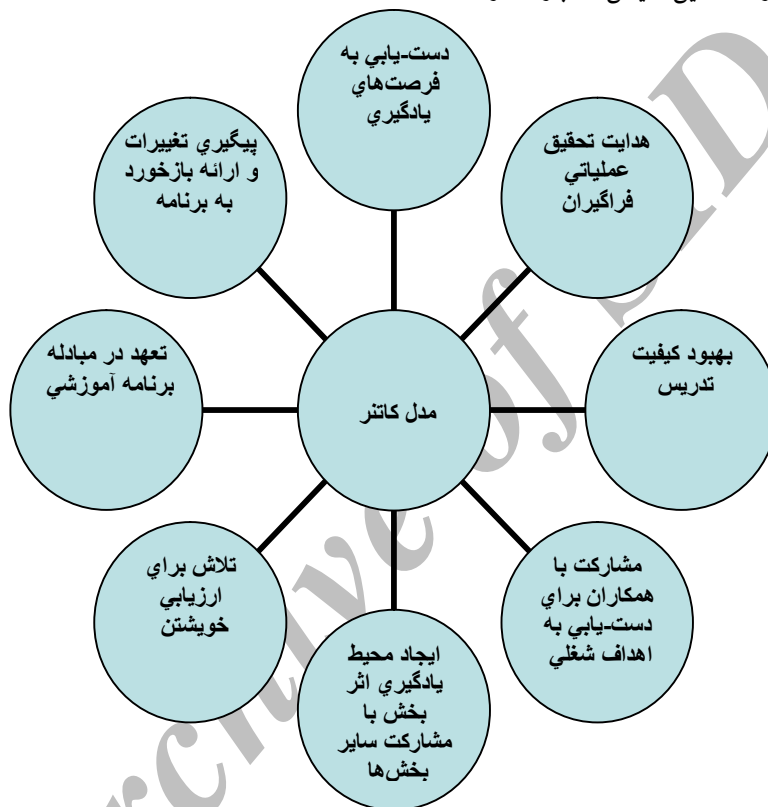 دست-يابي به
فرصت‌هاي
يادگيري
هدايت تحقيق
عملياتي
فراگيران
بهبود كيفيت
تدريس
مشاركت با
همكاران براي
دست-يابي به
اهداف شغلي
ايجاد محيط
يادگيري اثر
بخش با
مشاركت ساير
بخش‌ها
تلاش براي
ارزيابي
خويشتن
تعهد در مبادله
برنامه آموزشي
پيگيري تغييرات
و ارائه بازخورد
به برنامه
مدل كاتنر